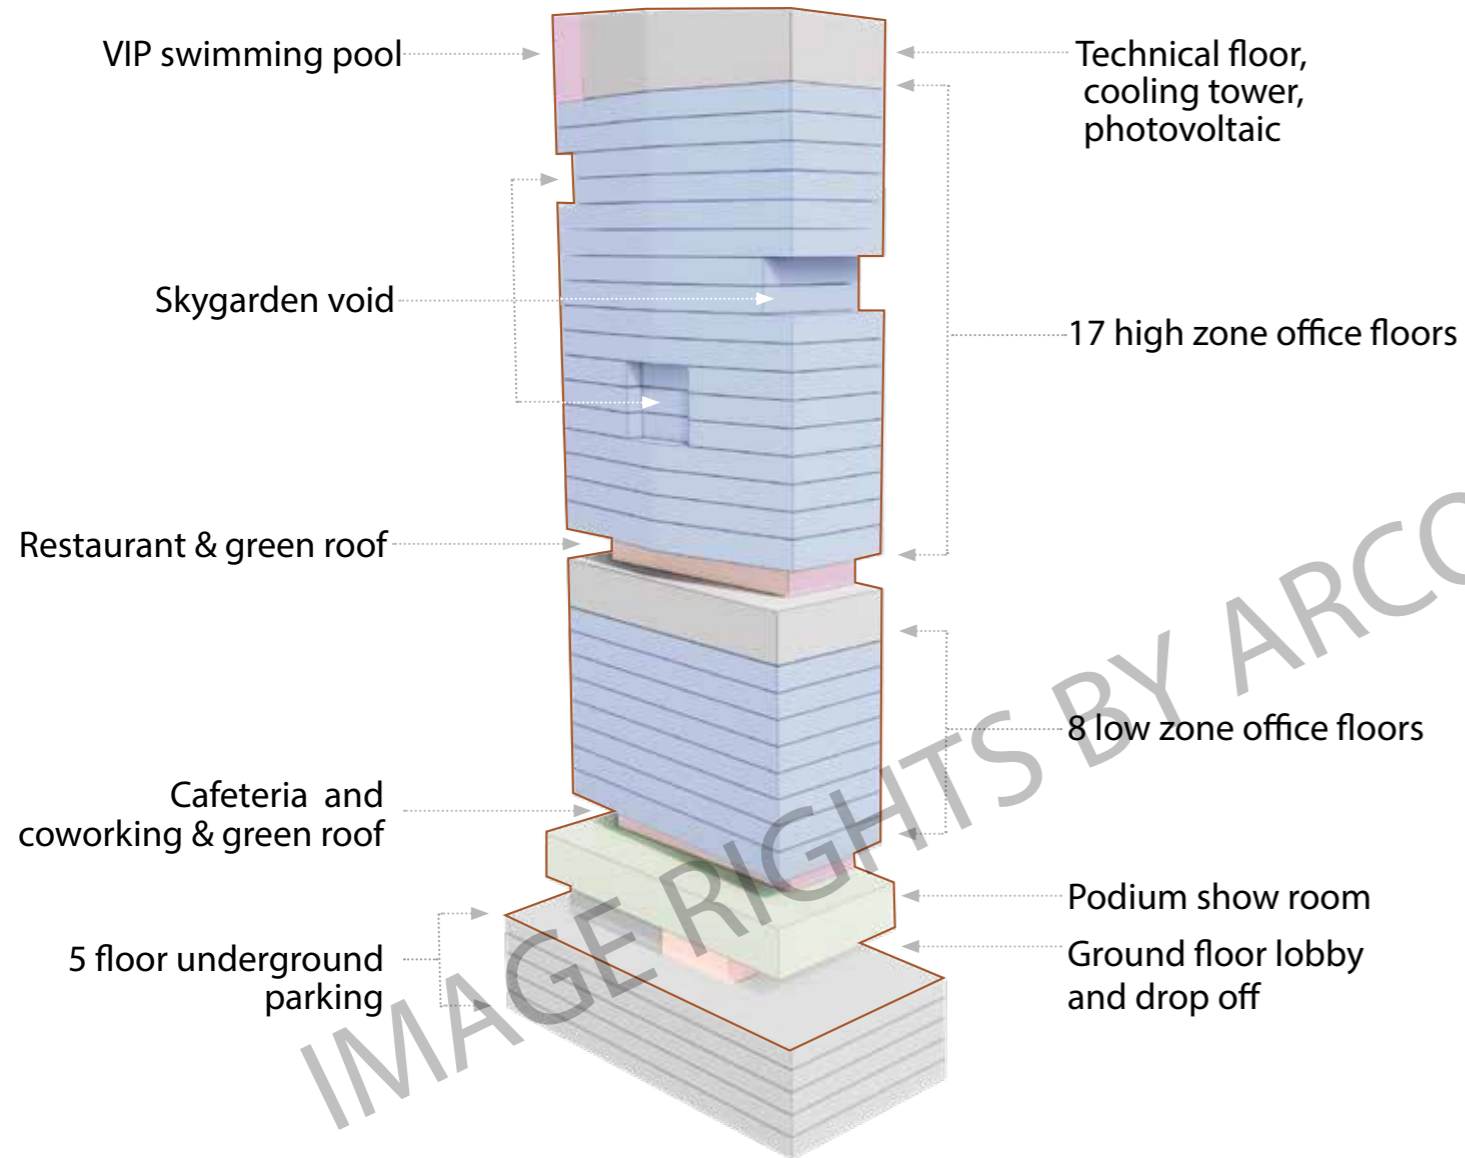 VIP swimming pool
Technical floor,
cooling tower,
photovoltaic
Skygarden void
17 high zone office floors
Restaurant & green roof
8 low zone office floors
Cafeteria and
coworking & green roof
Podium show room
5 floor underground
parking
Ground floor lobby
and drop off
IMAGE RIGHTS BY